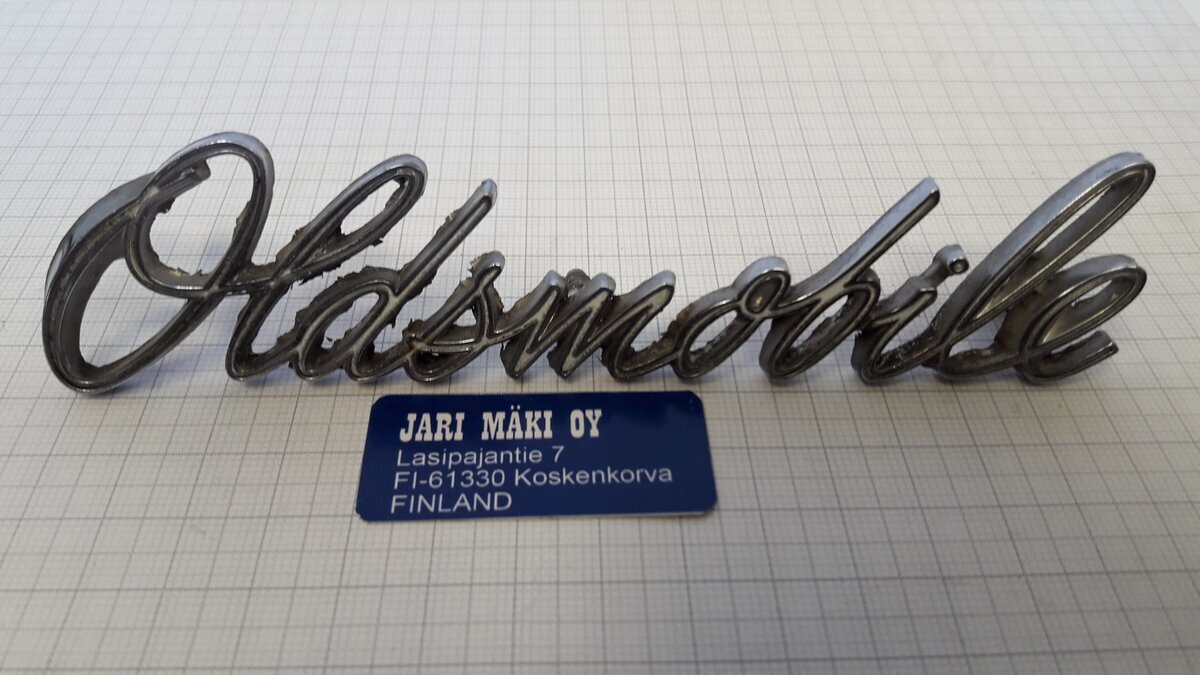 Oldsmobile
JARI MÄKI OY
Lasipajantie 7
FI-61330 Koskenkorva
FINLAND